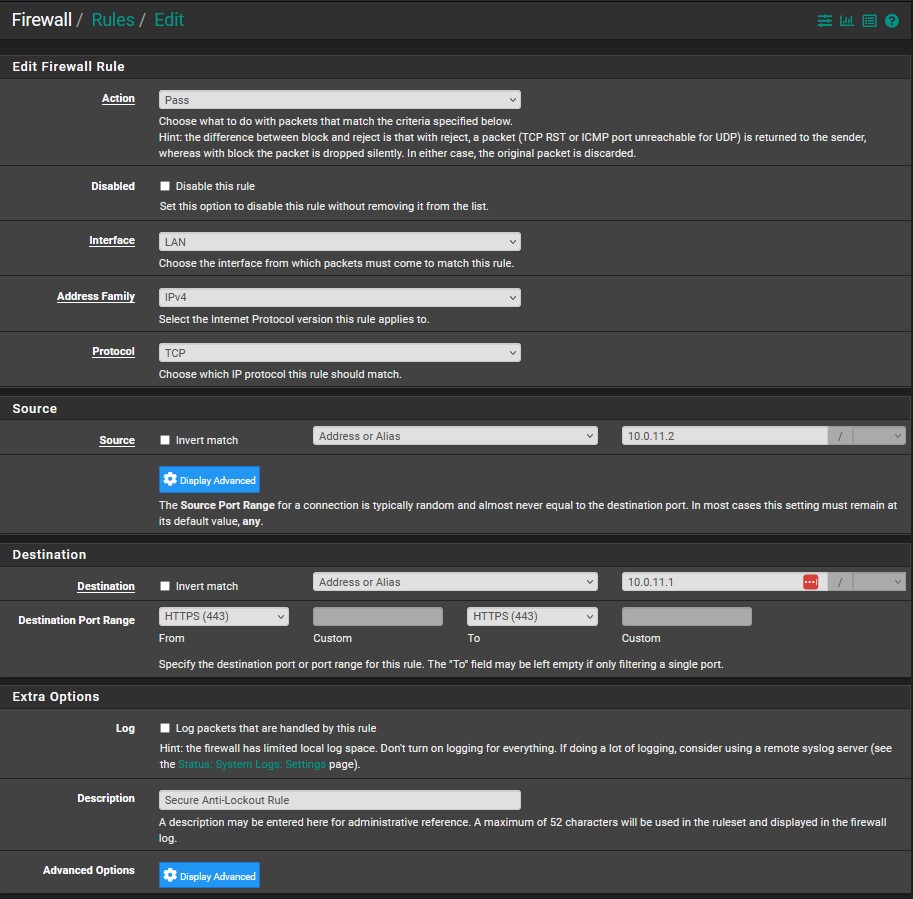 Firewall / Rules / Edit
Edit Firewall Rule
Action
Pass
Choose what to do with packets that match the criteria specified below.
Hint: the difference between block and reject is that with reject, a packet (TCP RST or ICMP port unreachable for UDP) is returned to the sender,
whereas with block the packet is dropped silently. In either case, the original packet is discarded.
Disabled
Disable this rule
Set this option to disable this rule without removing it from the list.
Interface
LAN
Choose the interface from which packets must come to match this rule.
Address Family
IPv4
Select the Internet Protocol version this rule applies to.
Protocol
TCP
Choose which IP protocol this rule should match.
Source
Source Invert match Address or Alias 10.0.11.2 /
Display Advanced
The Source Port Range for a connection is typically random and almost never equal to the destination port. In most cases this setting must remain at
its default value, any.
Destination
Destination Invert match Address or Alias 10.0.11.1 /
Destination Port Range HTTPS (443) HTTPS (443)
From Custom To Custom
Specify the destination port or port range for this rule. The "To" field may be left empty if only filtering a single port.
Extra Options
Log
Log packets that are handled by this rule
Hint: the firewall has limited local log space. Don't turn on logging for everything. If doing a lot of logging, consider using a remote syslog server (see
the Status: System Logs: Settings page).
Description
Secure Anti-Lockout Rule
A description may be entered here for administrative reference. A maximum of 52 characters will be used in the ruleset and displayed in the firewall
log.
Advanced Options
Display Advanced